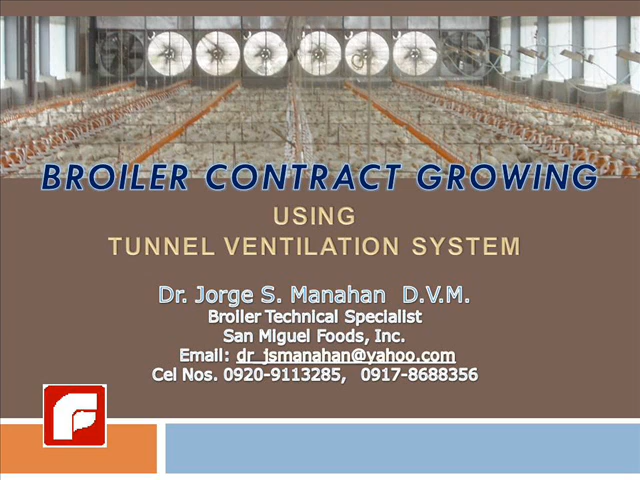 BROILER CONTRACT GROWING
USING
TUNNEL VENTILATION SYSTEM
Dr. Jorge S. Manahan D.V.M.
Broiler Technical Specialist
San Miguel Foods, Inc.
Email: dr_jsmanahan@yahoo.com
Cel Nos. 0920-9113285, 0917-8688356